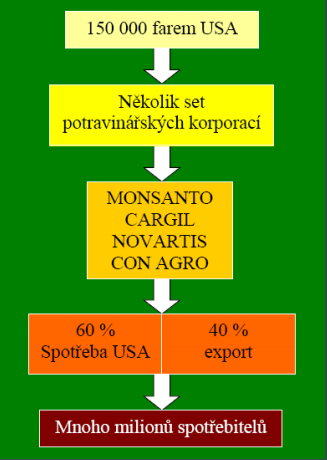 150 000 farem USA
Několik set
potravinářských korporací
MONSANTO
CARGIL
NOVARTIS
CON AGRO
60 %
Spotřeba USA
40 %
export
Mnoho milionů spotřebitelů